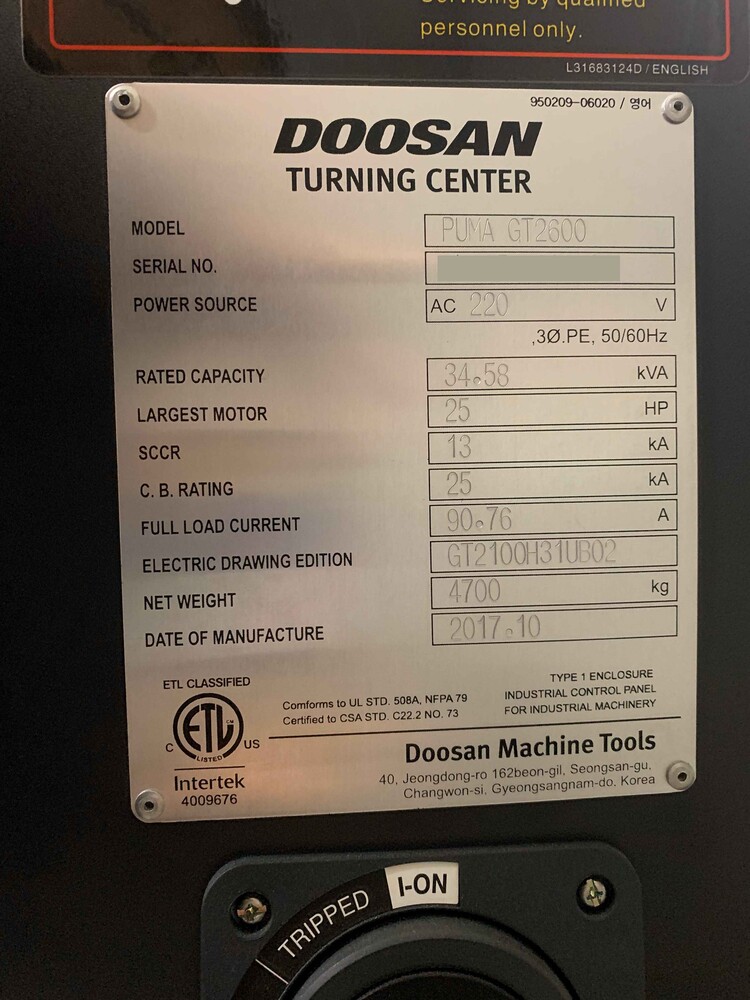 Servicing by qualified
personnel only.
L31683124D / ENGLISH
950209-06020 / 영어
DOOSAN
TURNING CENTER
MODEL PUMA GT2600
SERIAL NO.
POWER SOURCE AC 220 V
,3Ø.PE, 50/60Hz
RATED CAPACITY 34.58 kVA
LARGEST MOTOR 25 HP
SCCR 13 kA
C. B. RATING 25 kA
FULL LOAD CURRENT 90.76 A
ELECTRIC DRAWING EDITION GT2100H31UB02
NET WEIGHT 4700 kg
DATE OF MANUFACTURE 2017.10
ETL CLASSIFIED
ETL CM
LISTED
C US
Intertek
4009676
Comforms to UL STD. 508A, NFPA 79
Certified to CSA STD. C22.2 NO. 73
TYPE 1 ENCLOSURE
INDUSTRIAL CONTROL PANEL
FOR INDUSTRIAL MACHINERY
Doosan Machine Tools
40, Jeongdong-ro 162beon-gil, Seongsan-gu,
Changwon-si, Gyeongsangnam-do. Korea
TRIPPED I-ON